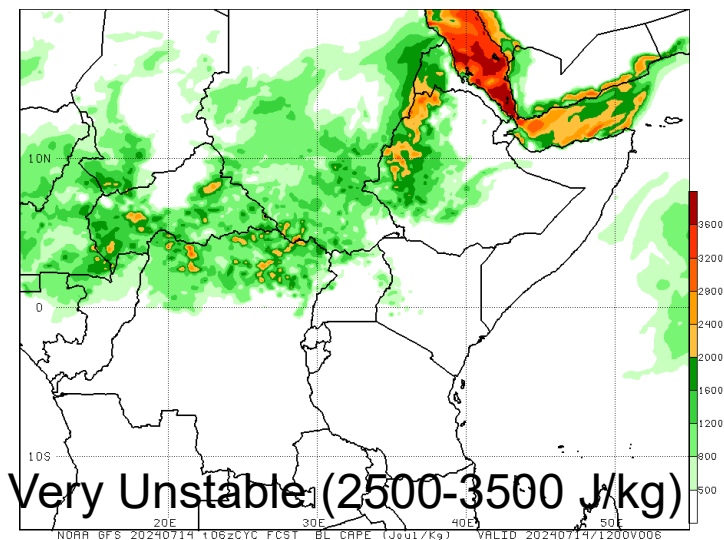 10N
0
10S
3600
3200
2800
2400
2000
1600
1200
800
500
Very Unstable (2500-3500 J/kg)
20E 30E 40E 50E
NOAA GFS 20240714 t06zCYC FCST BL CAPE (Joul/Kg) VALID 20240714/1200V006